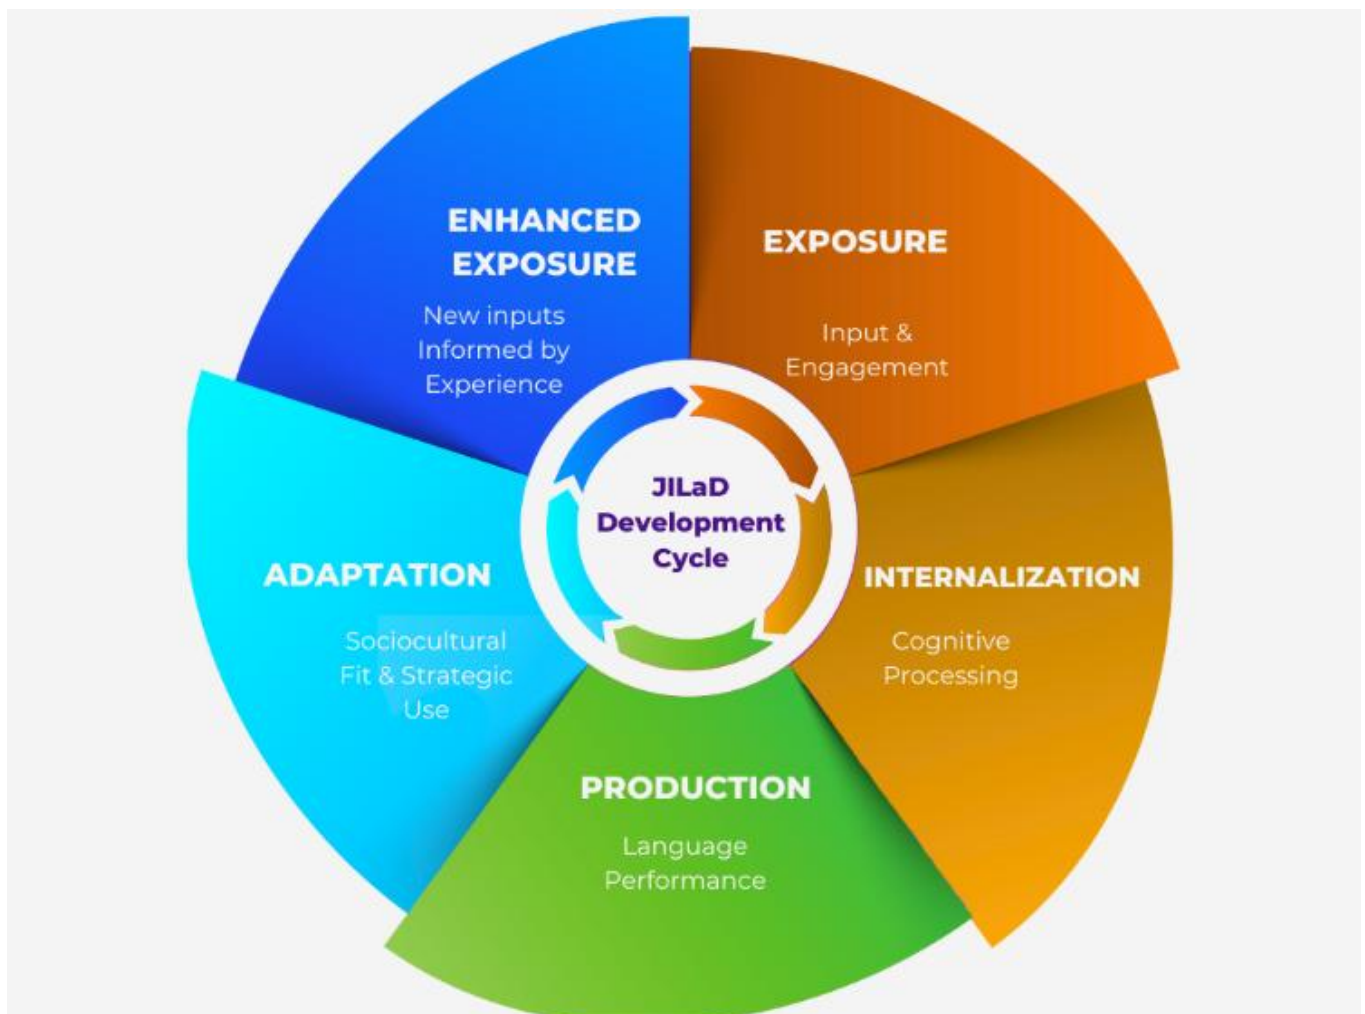 ENHANCED
EXPOSURE
New inputs
Informed by
Experience
EXPOSURE
Input &
Engagement
JILaD
Development
Cycle
ADAPTATION
Sociocultural
Fit & Strategic
Use
INTERNALIZATION
Cognitive
Processing
PRODUCTION
Language
Performance